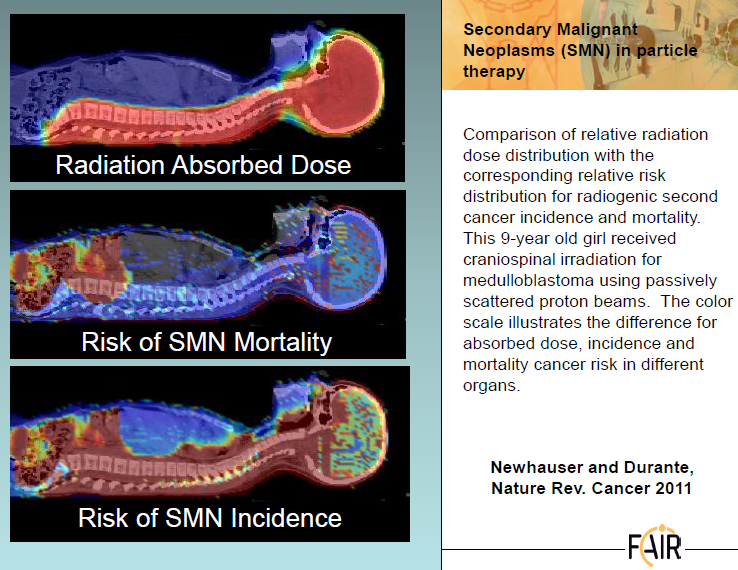 Radiation Absorbed Dose
Risk of SMN Mortality
Risk of SMN Incidence
Secondary Malignant
Neoplasms (SMN) in particle
therapy
Comparison of relative radiation
dose distribution with the
corresponding relative risk
distribution for radiogenic second
cancer incidence and mortality.
This 9-year old girl received
craniospinal irradiation for
medulloblastoma using passively
scattered proton beams.  The color
scale illustrates the difference for
absorbed dose, incidence and
mortality cancer risk in different
organs.
Newhauser and Durante,
Nature Rev. Cancer 2011
FAIR